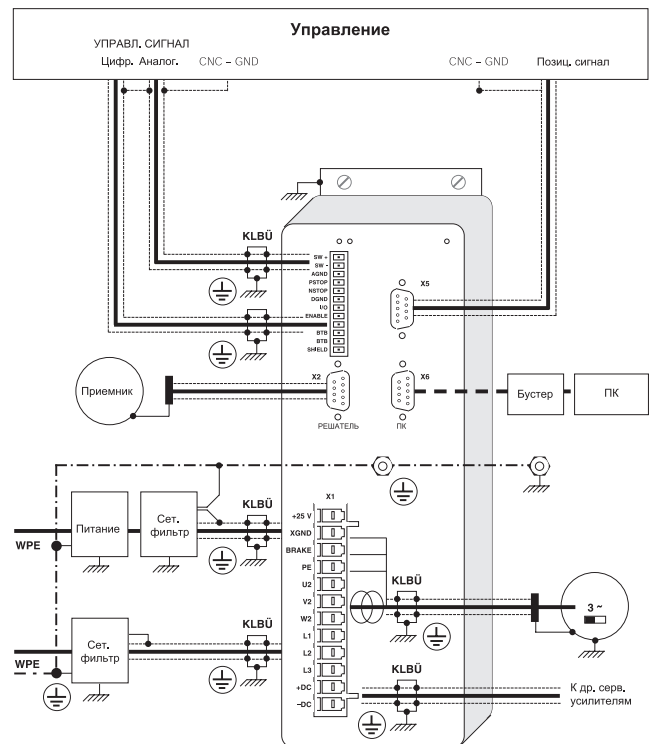 Управление
УПРАВЛ. СИГНАЛ
Цифр. Аналог. CNC – GND CNC – GND Позиц. сигнал
KLBÜ
SW +
SW -
AGND
PSTOP
NSTOP
DGND
I/O
ENABLE
BTB
BTB
SHIELD
X5
KLBÜ
Приемник
X2
РЕШАТЕЛЬ
X6
ПК
Бустер
ПК
X1
+25 V
XGND
BRAKE
PE
U2
V2
W2
L1
L2
L3
+DC
–DC
Питание
Сет.
фильтр
KLBÜ
WPE
KLBÜ
3 ~
Сет.
фильтр
KLBÜ
WPE
KLBÜ
К др. серв.
усилителям